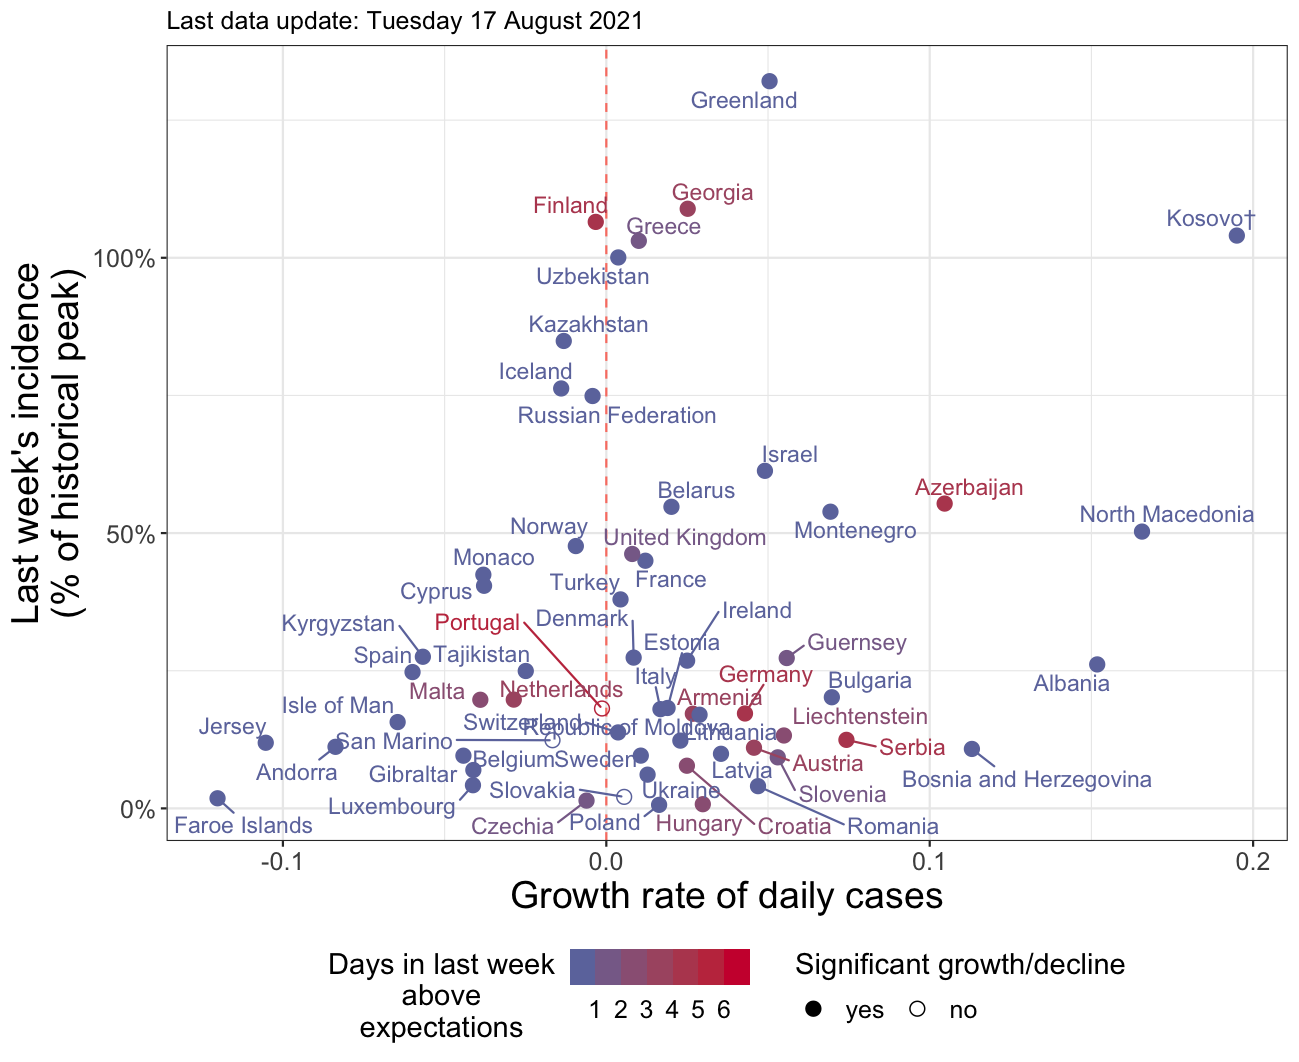 Last data update: Tuesday 17 August 2021
Greenland
Georgia
Finland
Greece
Kosovo†
100%
Uzbekistan
Kazakhstan
Iceland
Russian Federation
Israel
Belarus
Azerbaijan
North Macedonia
Norway
Montenegro
50%
United Kingdom
Monaco
France
Turkey
Cyprus
Ireland
Portugal
Denmark
Kyrgyzstan
Estonia
Guernsey
Spain
Tajikistan
Italy
Germany
Bulgaria
Albania
Malta
Netherlands
Armenia
Isle of Man
Liechtenstein
Jersey
Switzerland
Republic of Moldova
Lithuania
San Marino
Serbia
Andorra
Gibraltar
Belgium
Sweden
Latvia
Austria
Bosnia and Herzegovina
Slovakia
Ukraine
Slovenia
Luxembourg
0%
Faroe Islands
Czechia
Poland
Hungary
Croatia
Romania
-0.1
0.0
0.1
0.2
Last week's incidence
(% of historical peak)
Growth rate of daily cases
Days in last week
above
expectations
1 2 3 4 5 6
Significant growth/decline
yes
no